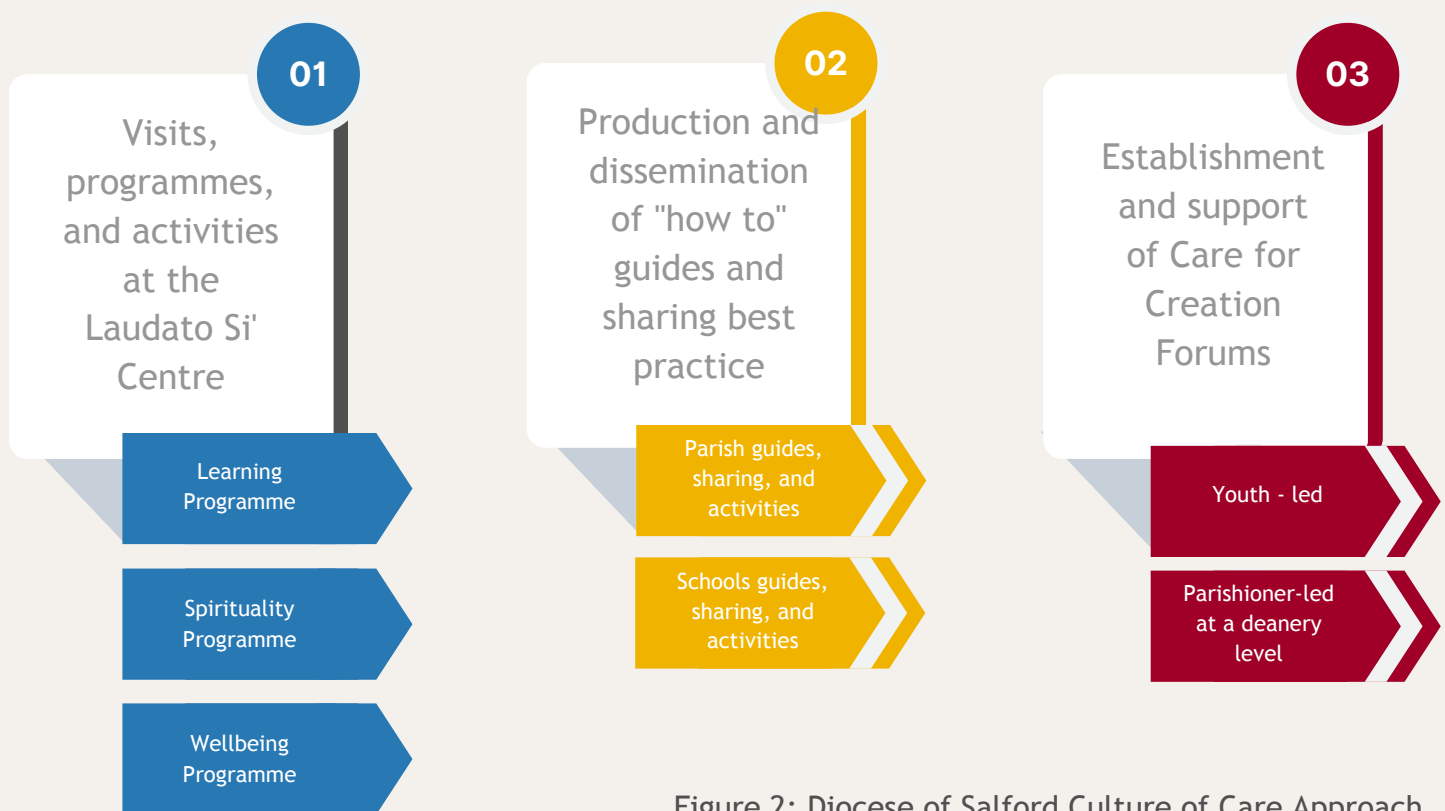 01
Visits,
programmes,
and activities
at the
Laudato Si'
Centre
Learning
Programme
Spirituality
Programme
Wellbeing
Programme
02
Production and
dissemination
of "how to"
guides and
sharing best
practice
Parish guides,
sharing, and
activities
Schools guides,
sharing, and
activities
03
Establishment
and support
of Care for
Creation
Forums
Youth - led
Parishioner-led
at a deanery
level
Figure 2: Diocese of Salford Culture of Care Approach